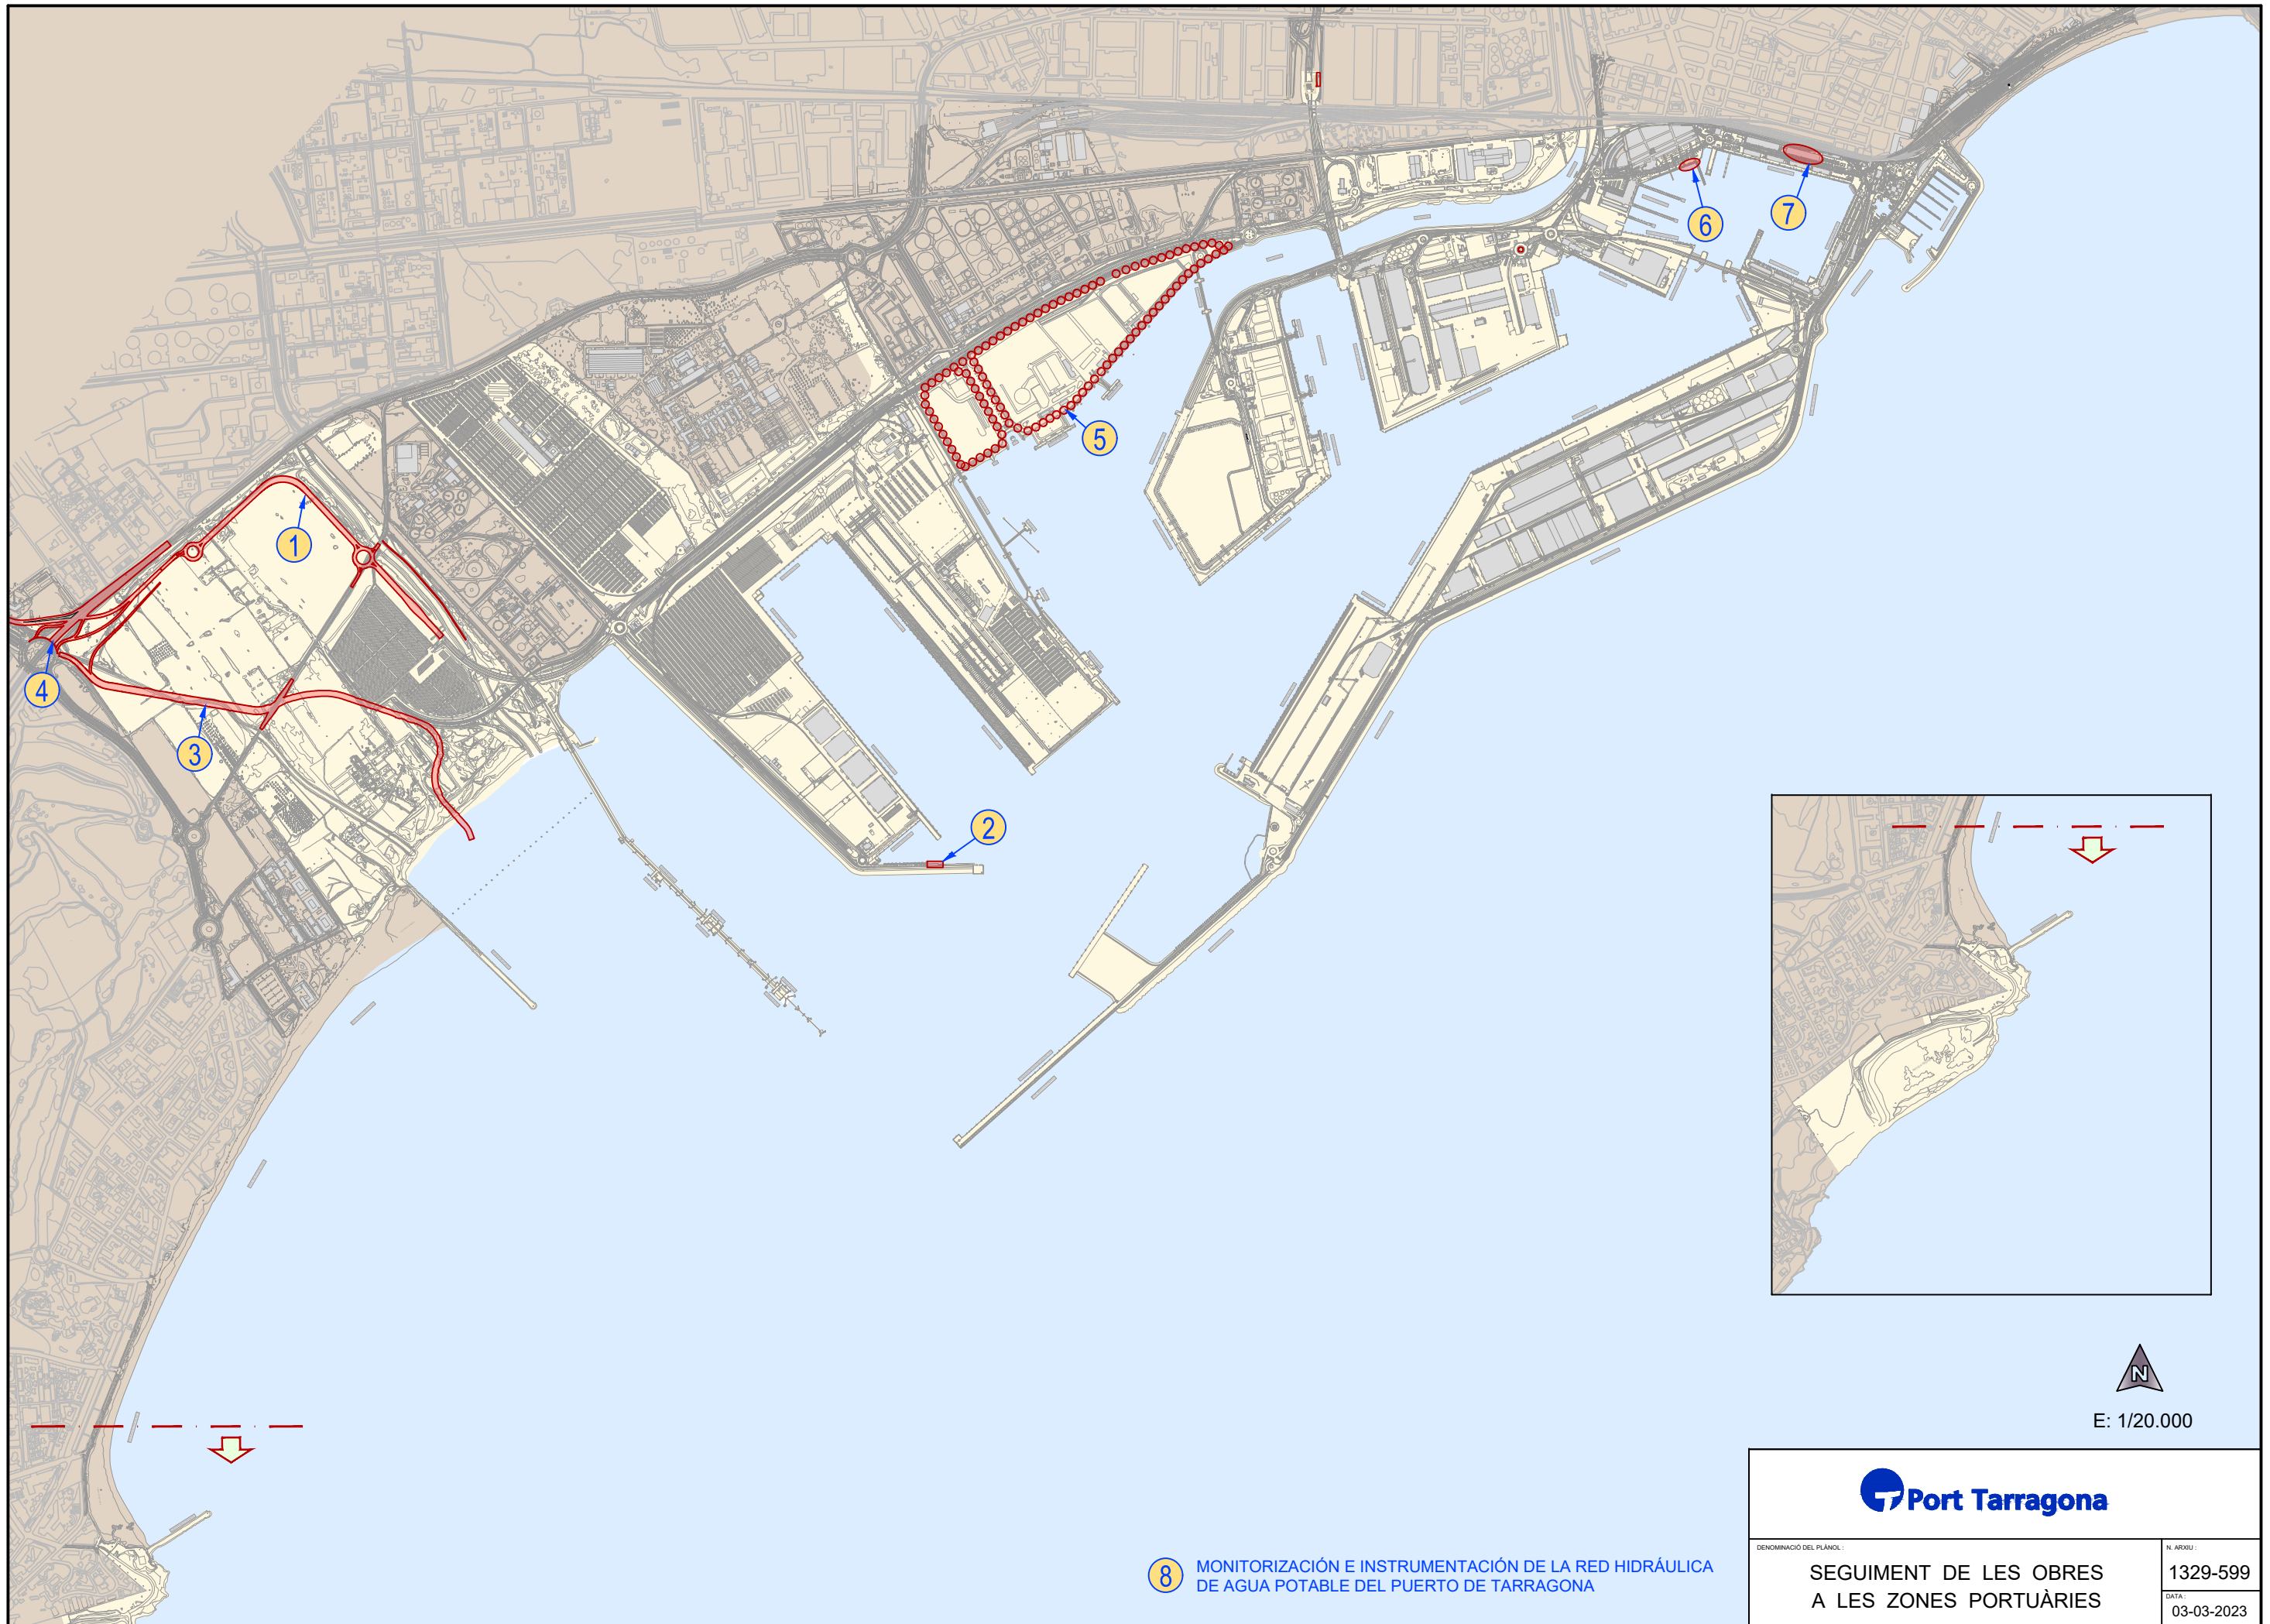 6
7
5
1
4
3
2
N
E: 1/20.000
Port Tarragona
DENOMINACIÓ DEL PLÀNOL :
SEGUIMENT DE LES OBRES
A LES ZONES PORTUÀRIES
N. ARXIU :
1329-599
DATA :
03-03-2023
8
MONITORIZACIÓN E INSTRUMENTACIÓN DE LA RED HIDRÁULICA
DE AGUA POTABLE DEL PUERTO DE TARRAGONA